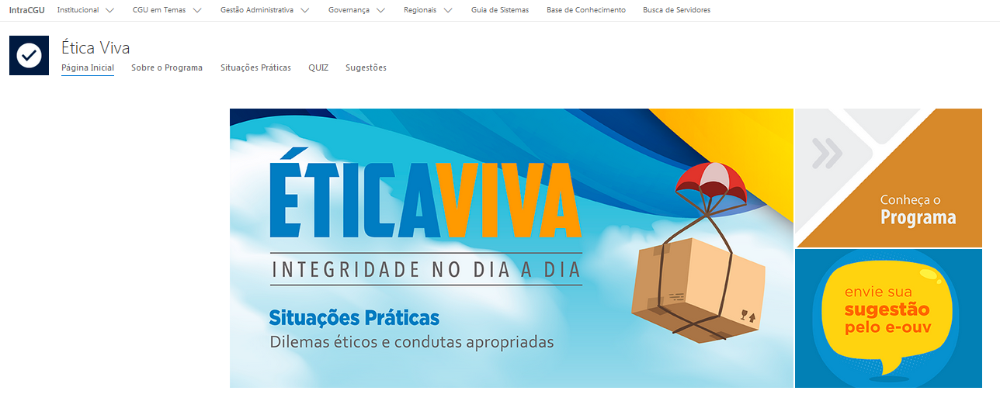 IntraCGU Institucional CGU em Temas Gestão Administrativa Governança Regionais Guia de Sistemas Base de Conhecimento Busca de Servidores
Ética Viva
Página Inicial Sobre o Programa Situações Práticas QUIZ Sugestões
ÉTICAVIVA
INTEGRIDADE NO DIA A DIA
Situações Práticas
Dilemas éticos e condutas apropriadas
Conheça o
Programa
envie sua
sugestão
pelo e-ouv